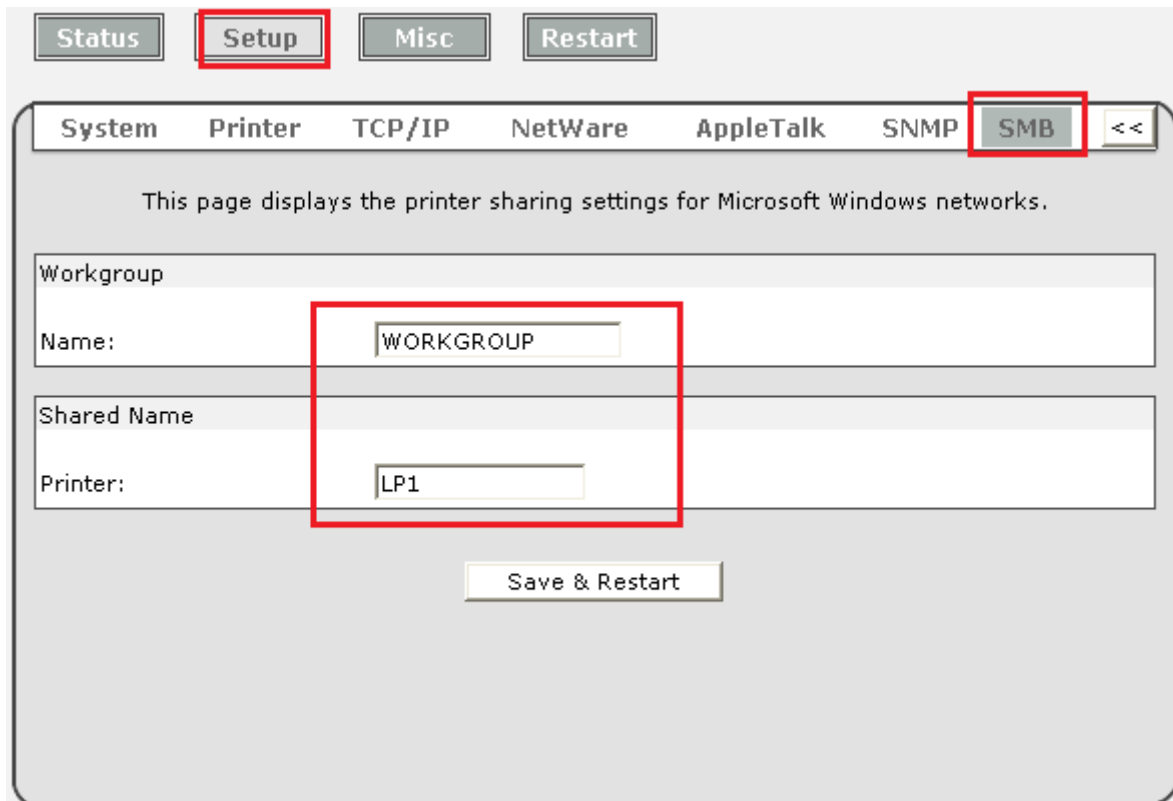 Status Setup Misc Restart
System Printer TCP/IP NetWare AppleTalk SNMP SMB <<
This page displays the printer sharing settings for Microsoft Windows networks.
Workgroup
Name: WORKGROUP
Shared Name
Printer: LP1
Save & Restart